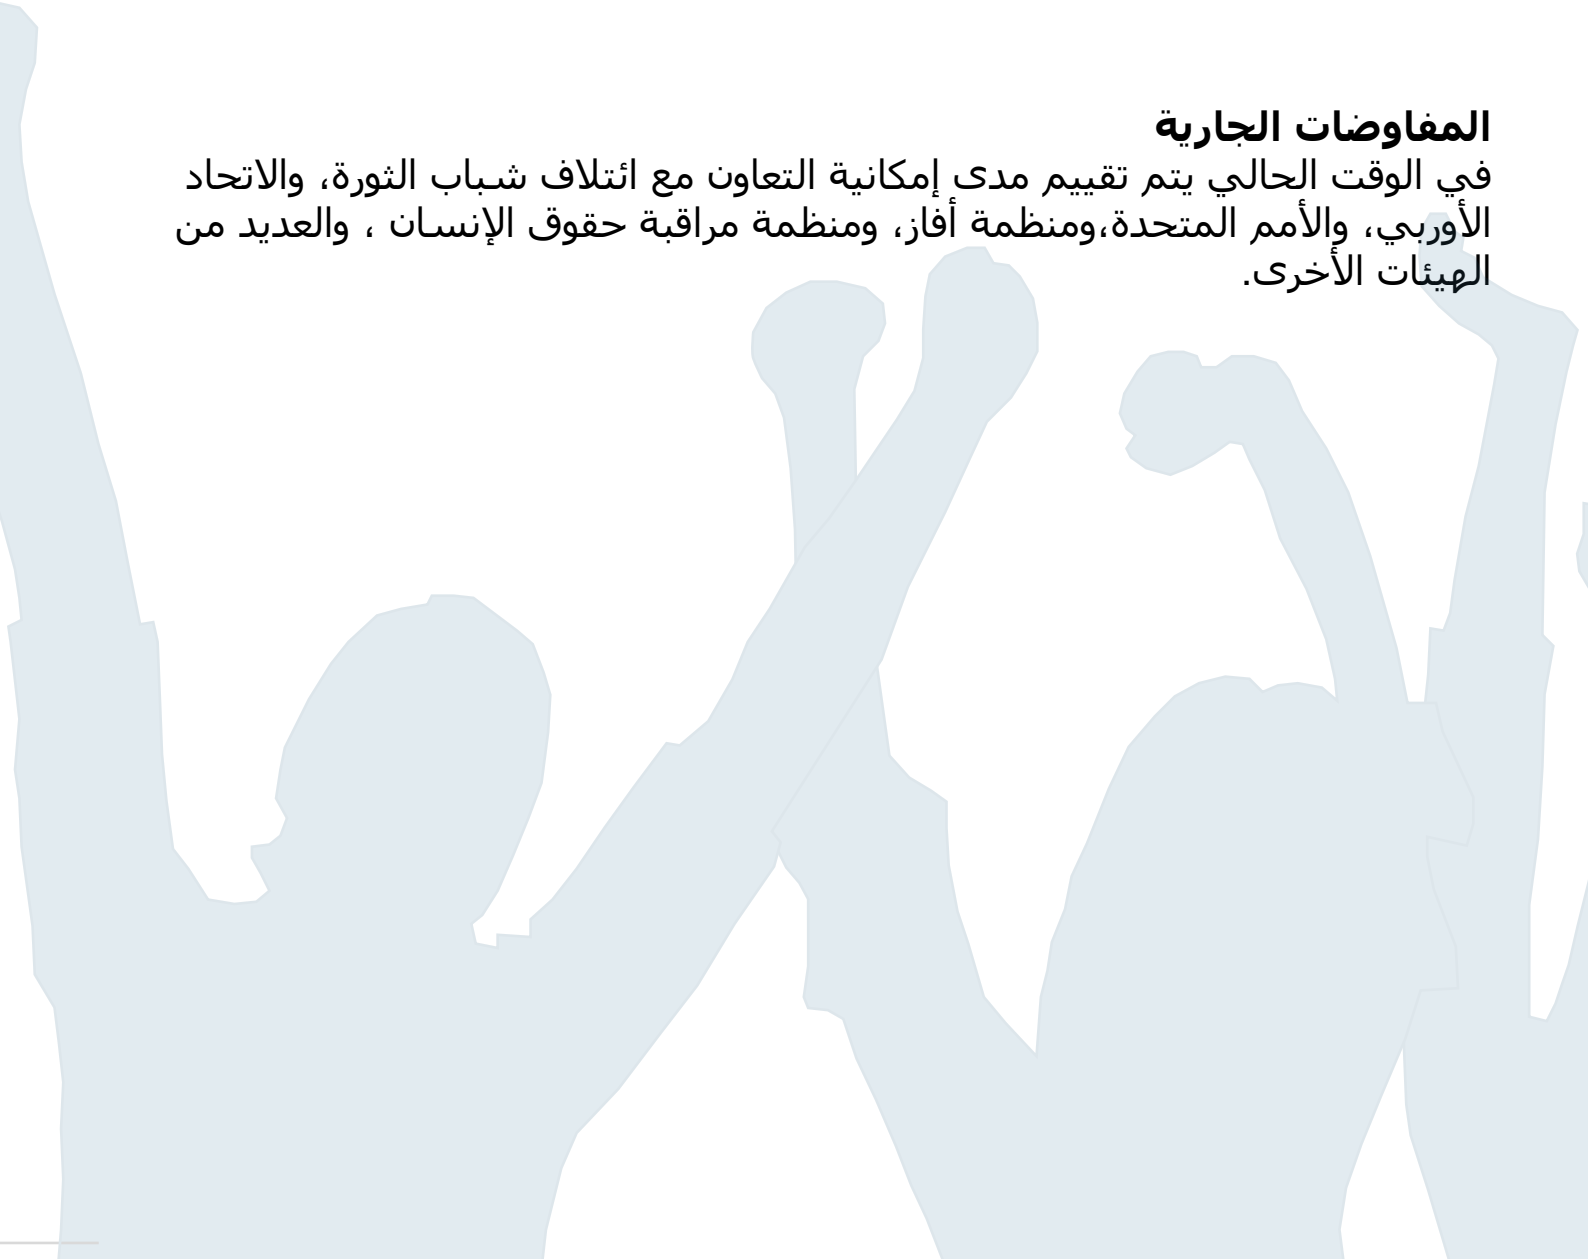 المفاوضات الجارية
في الوقت الحالي يتم تقييم مدى إمكانية التعاون مع ائتلاف شباب الثورة، والاتحاد
الأوربي، والأمم المتحدة،ومنظمة أفاز، ومنظمة مراقبة حقوق الإنسان ، والعديد من
الهيئات الأخرى.